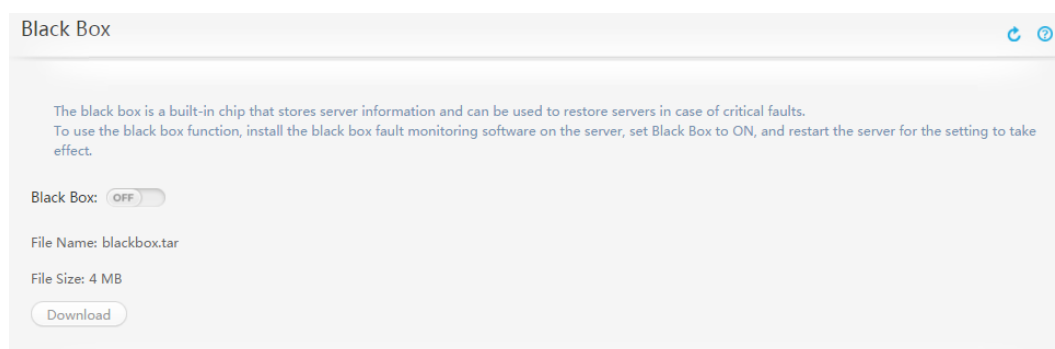 Black Box
The black box is a built-in chip that stores server information and can be used to restore servers in case of critical faults.
To use the black box function, install the black box fault monitoring software on the server, set Black Box to ON, and restart the server for the setting to take
effect.
Black Box: OFF
File Name: blackbox.tar
File Size: 4 MB
Download